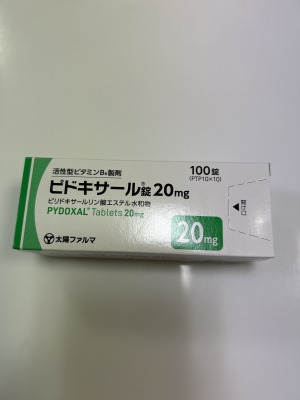 活性型ビタミンB₆製剤
ピドキサール®錠20mg
ピリドキサールリン酸エステル水和物
PYDOXAL® Tablets 20mg
太陽ファルマ
100錠
(PTP10×10)
開け口
20mg